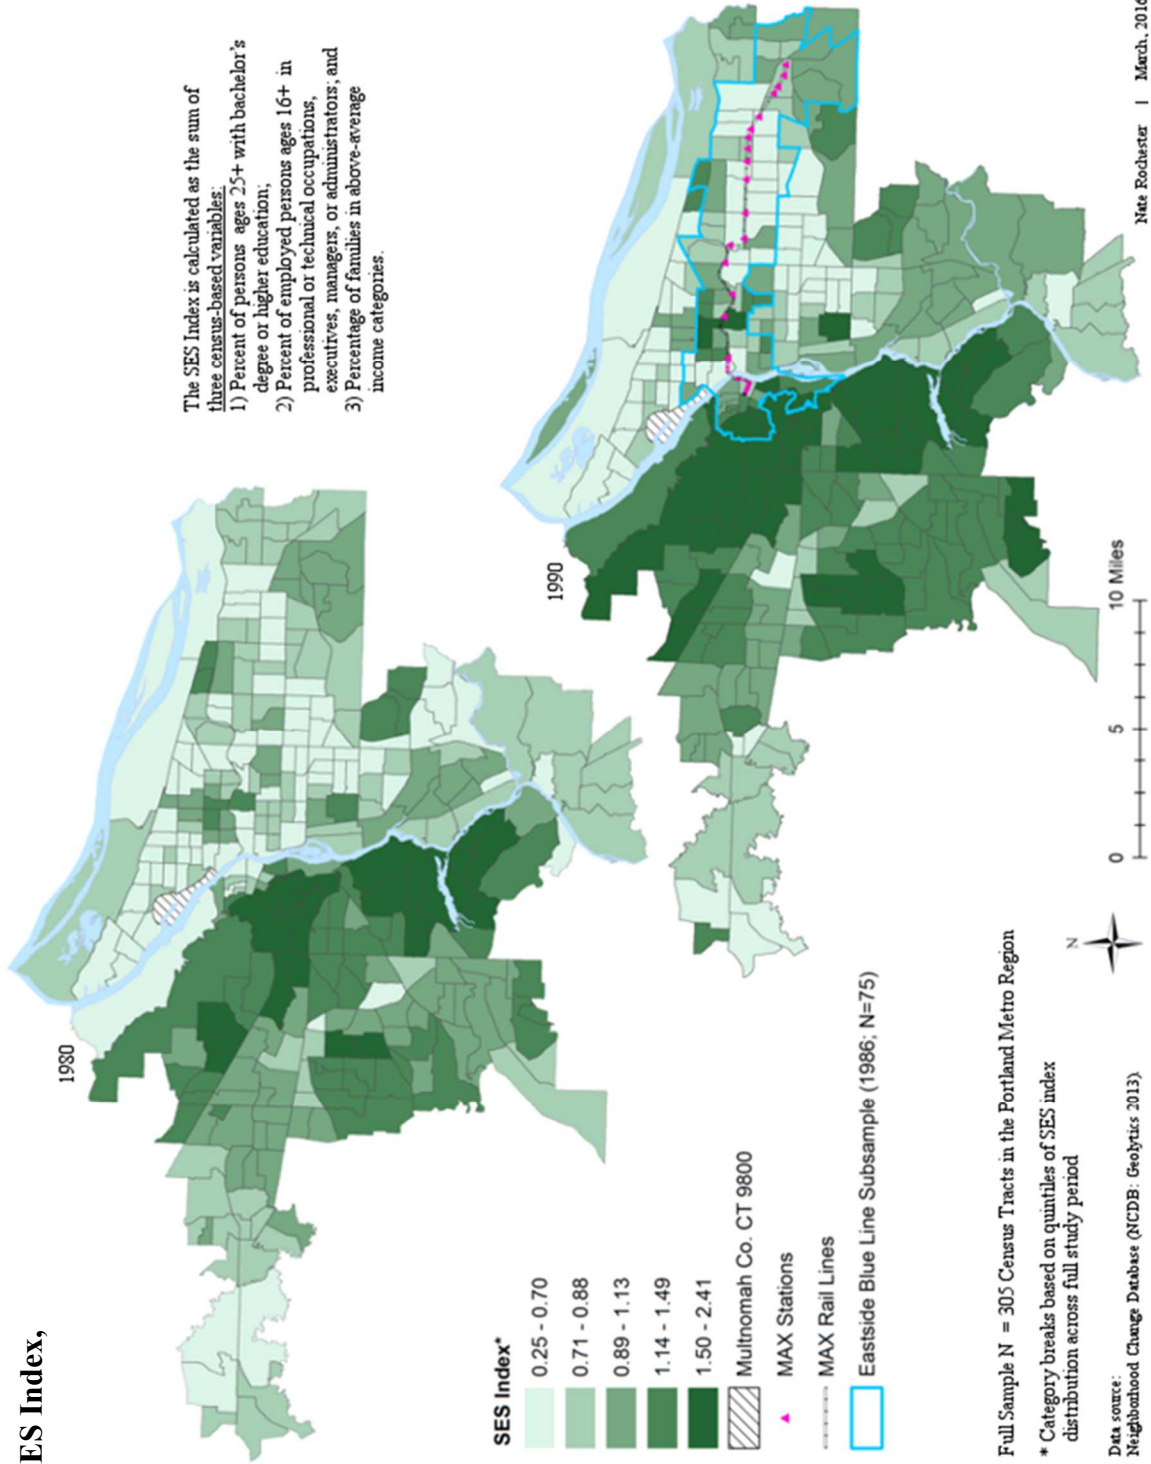 ES Index,
1980
The SES Index is calculated as the sum of
three census-based variables:
1) Percent of persons ages 25+ with bachelor's
degree or higher education;
2) Percent of employed persons ages 16+ in
professional or technical occupations,
executives, managers, or administrators; and
3) Percentage of families in above-average
income categories.
1990
SES Index*
0.25 - 0.70
0.71 - 0.88
0.89 - 1.13
1.14 - 1.49
1.50 - 2.41
Multnomah Co. CT 9800
MAX Stations
MAX Rail Lines
Eastside Blue Line Subsample (1986; N=75)
Full Sample N = 305 Census Tracts in the Portland Metro Region
* Category breaks based on quintiles of SES index
distribution across full study period
Data source:
Neighborhood Change Database (NCDB: Geolytics 2013)
N
0 5 10 Miles
Nate Rochester | March, 2016